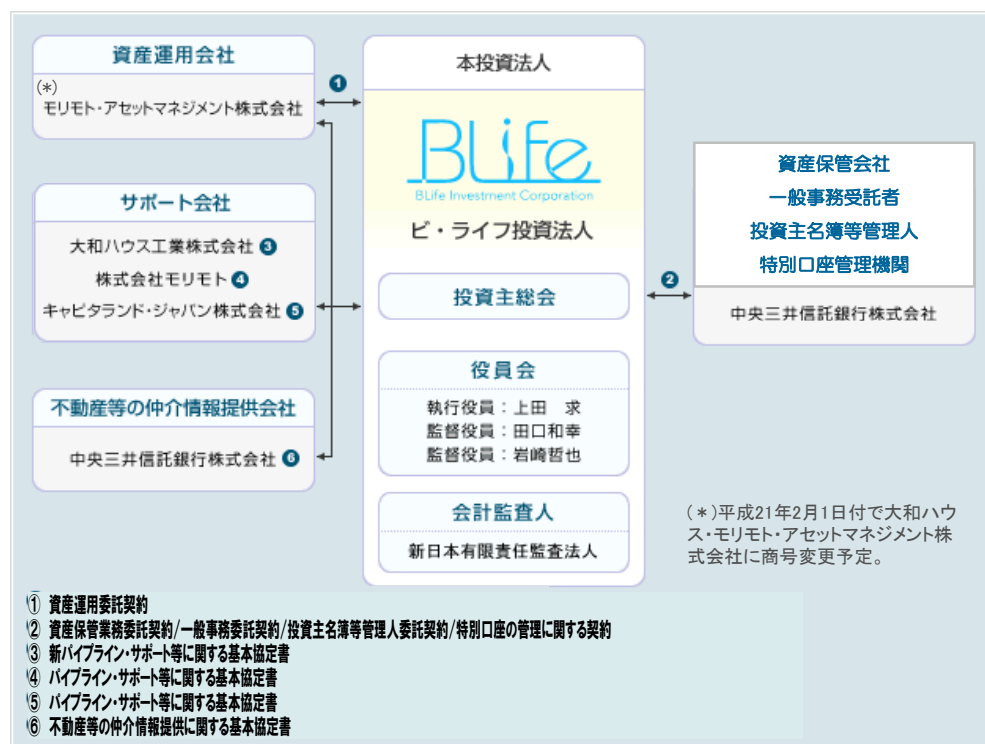 資産運用会社
(*)
モリモト・アセットマネジメント株式会社
❶
サポート会社
大和ハウス工業株式会社 ❸
株式会社モリモト ❹
キャピタランド・ジャパン株式会社 ❺
不動産等の仲介情報提供会社
中央三井信託銀行株式会社 ❻
本投資法人
BLife
BLife Investment Corporation
ビ・ライフ投資法人
投資主総会
役員会
執行役員：上田　求
監督役員：田口和幸
監督役員：岩崎哲也
会計監査人
新日本有限責任監査法人
❷
資産保管会社
一般事務受託者
投資主名簿等管理人
特別口座管理機関
中央三井信託銀行株式会社
(＊)平成21年2月1日付で大和ハウ
ス・モリモト・アセットマネジメント株
式会社に商号変更予定。
① 資産運用委託契約
② 資産保管業務委託契約/一般事務委託契約/投資主名簿等管理人委託契約/特別口座の管理に関する契約
③ 新パイプライン・サポート等に関する基本協定書
④ パイプライン・サポート等に関する基本協定書
⑤ パイプライン・サポート等に関する基本協定書
⑥ 不動産等の仲介情報提供に関する基本協定書